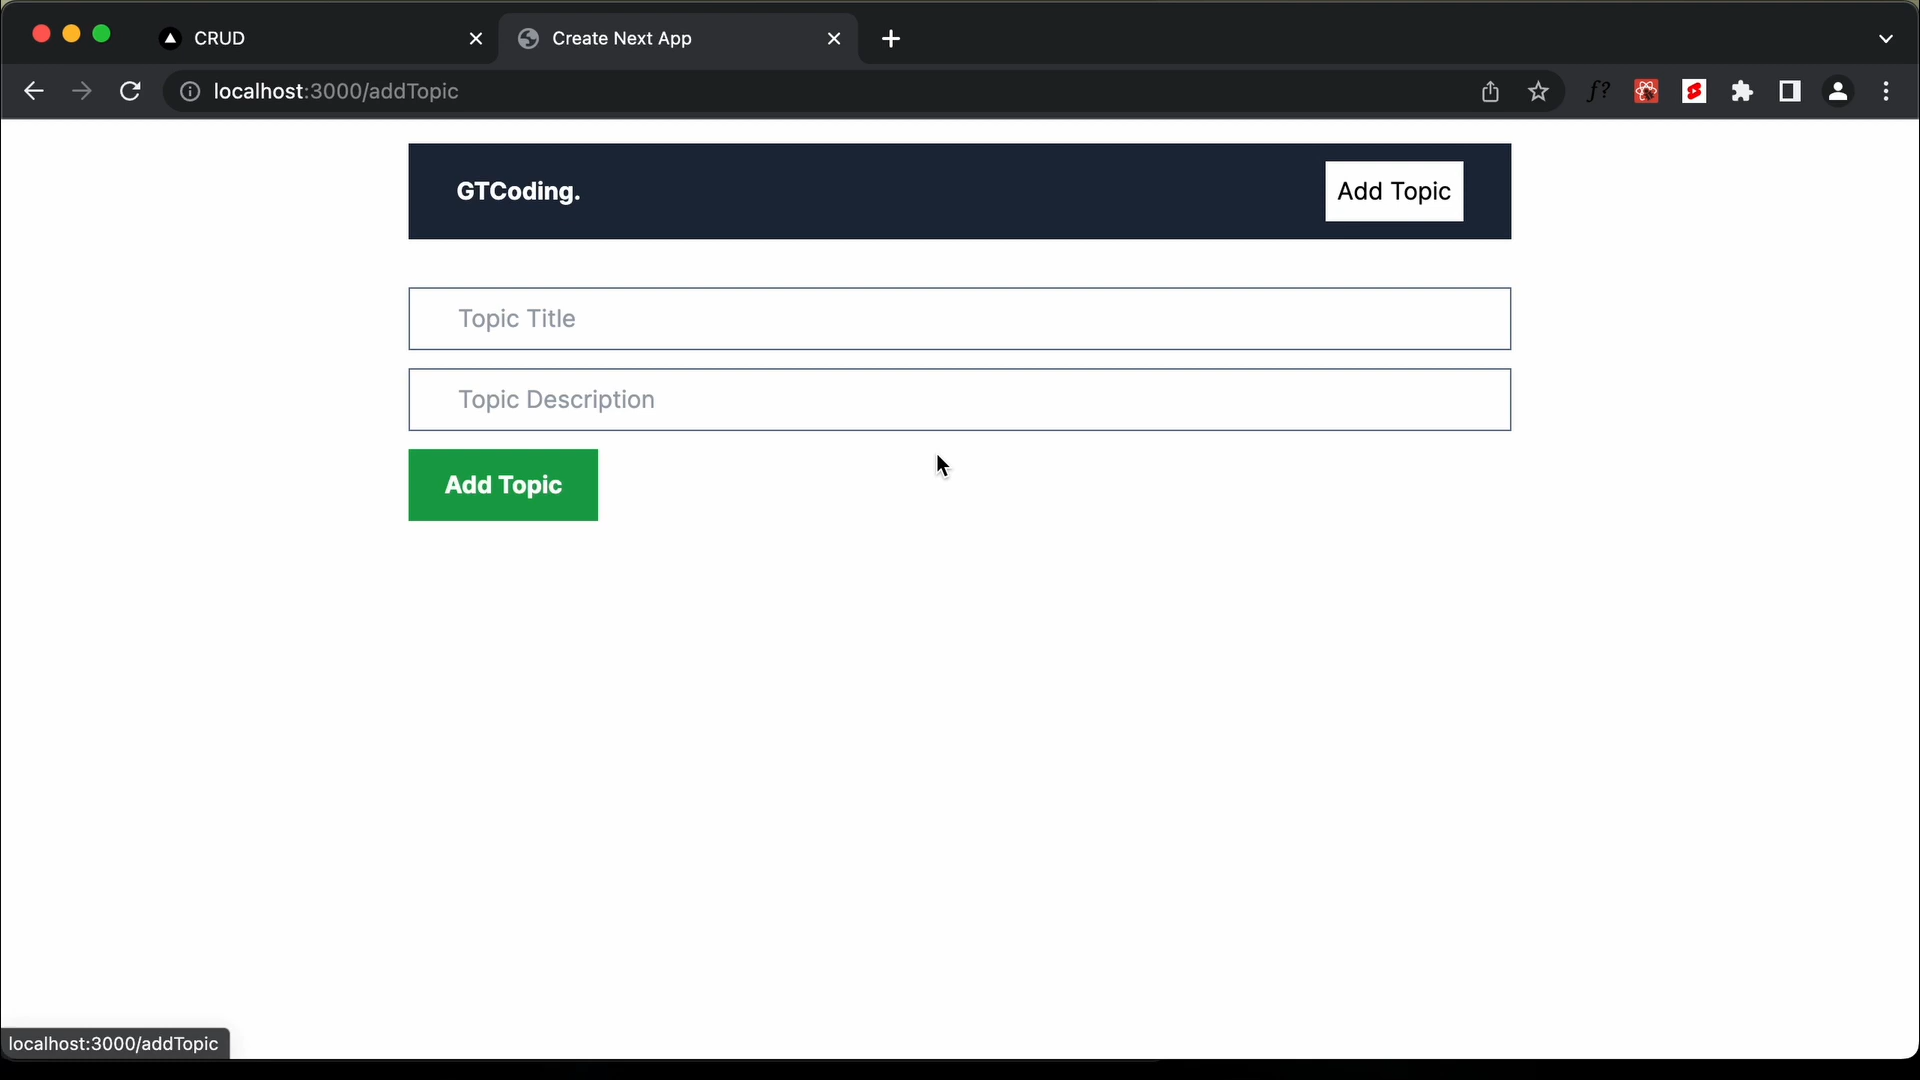 CRUD
Create Next App
localhost:3000/addTopic
f?
GTCoding.
Add Topic
Topic Title
Topic Description
Add Topic
localhost:3000/addTopic